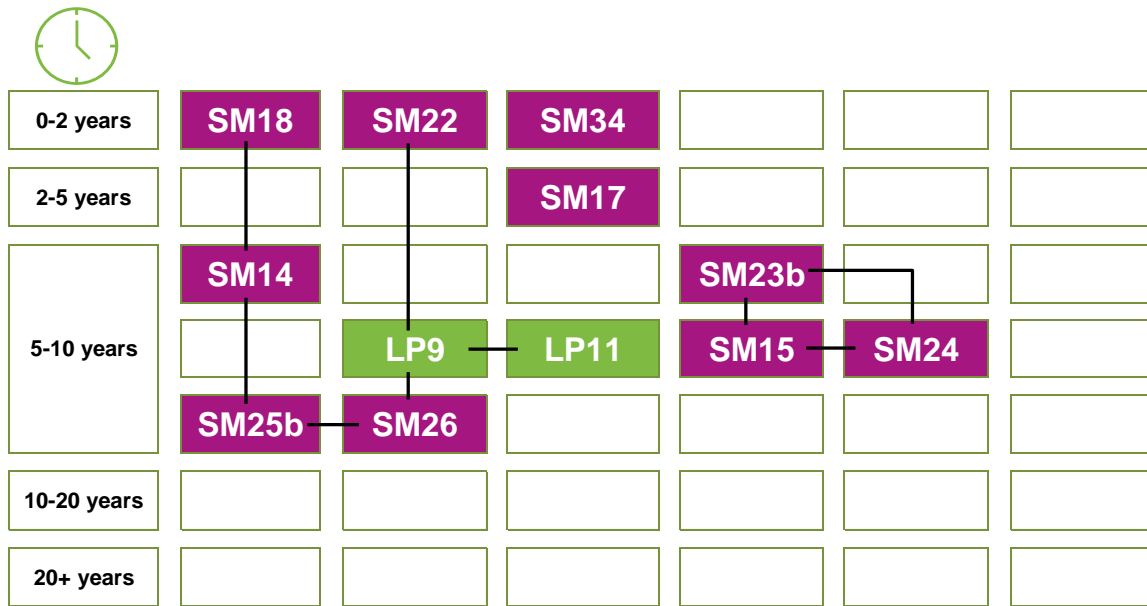 0-2 years SM18 SM22 SM34
2-5 years SM17
SM14 SM23b
5-10 years LP9 LP11 SM15 SM24
SM25b SM26
10-20 years
20+ years